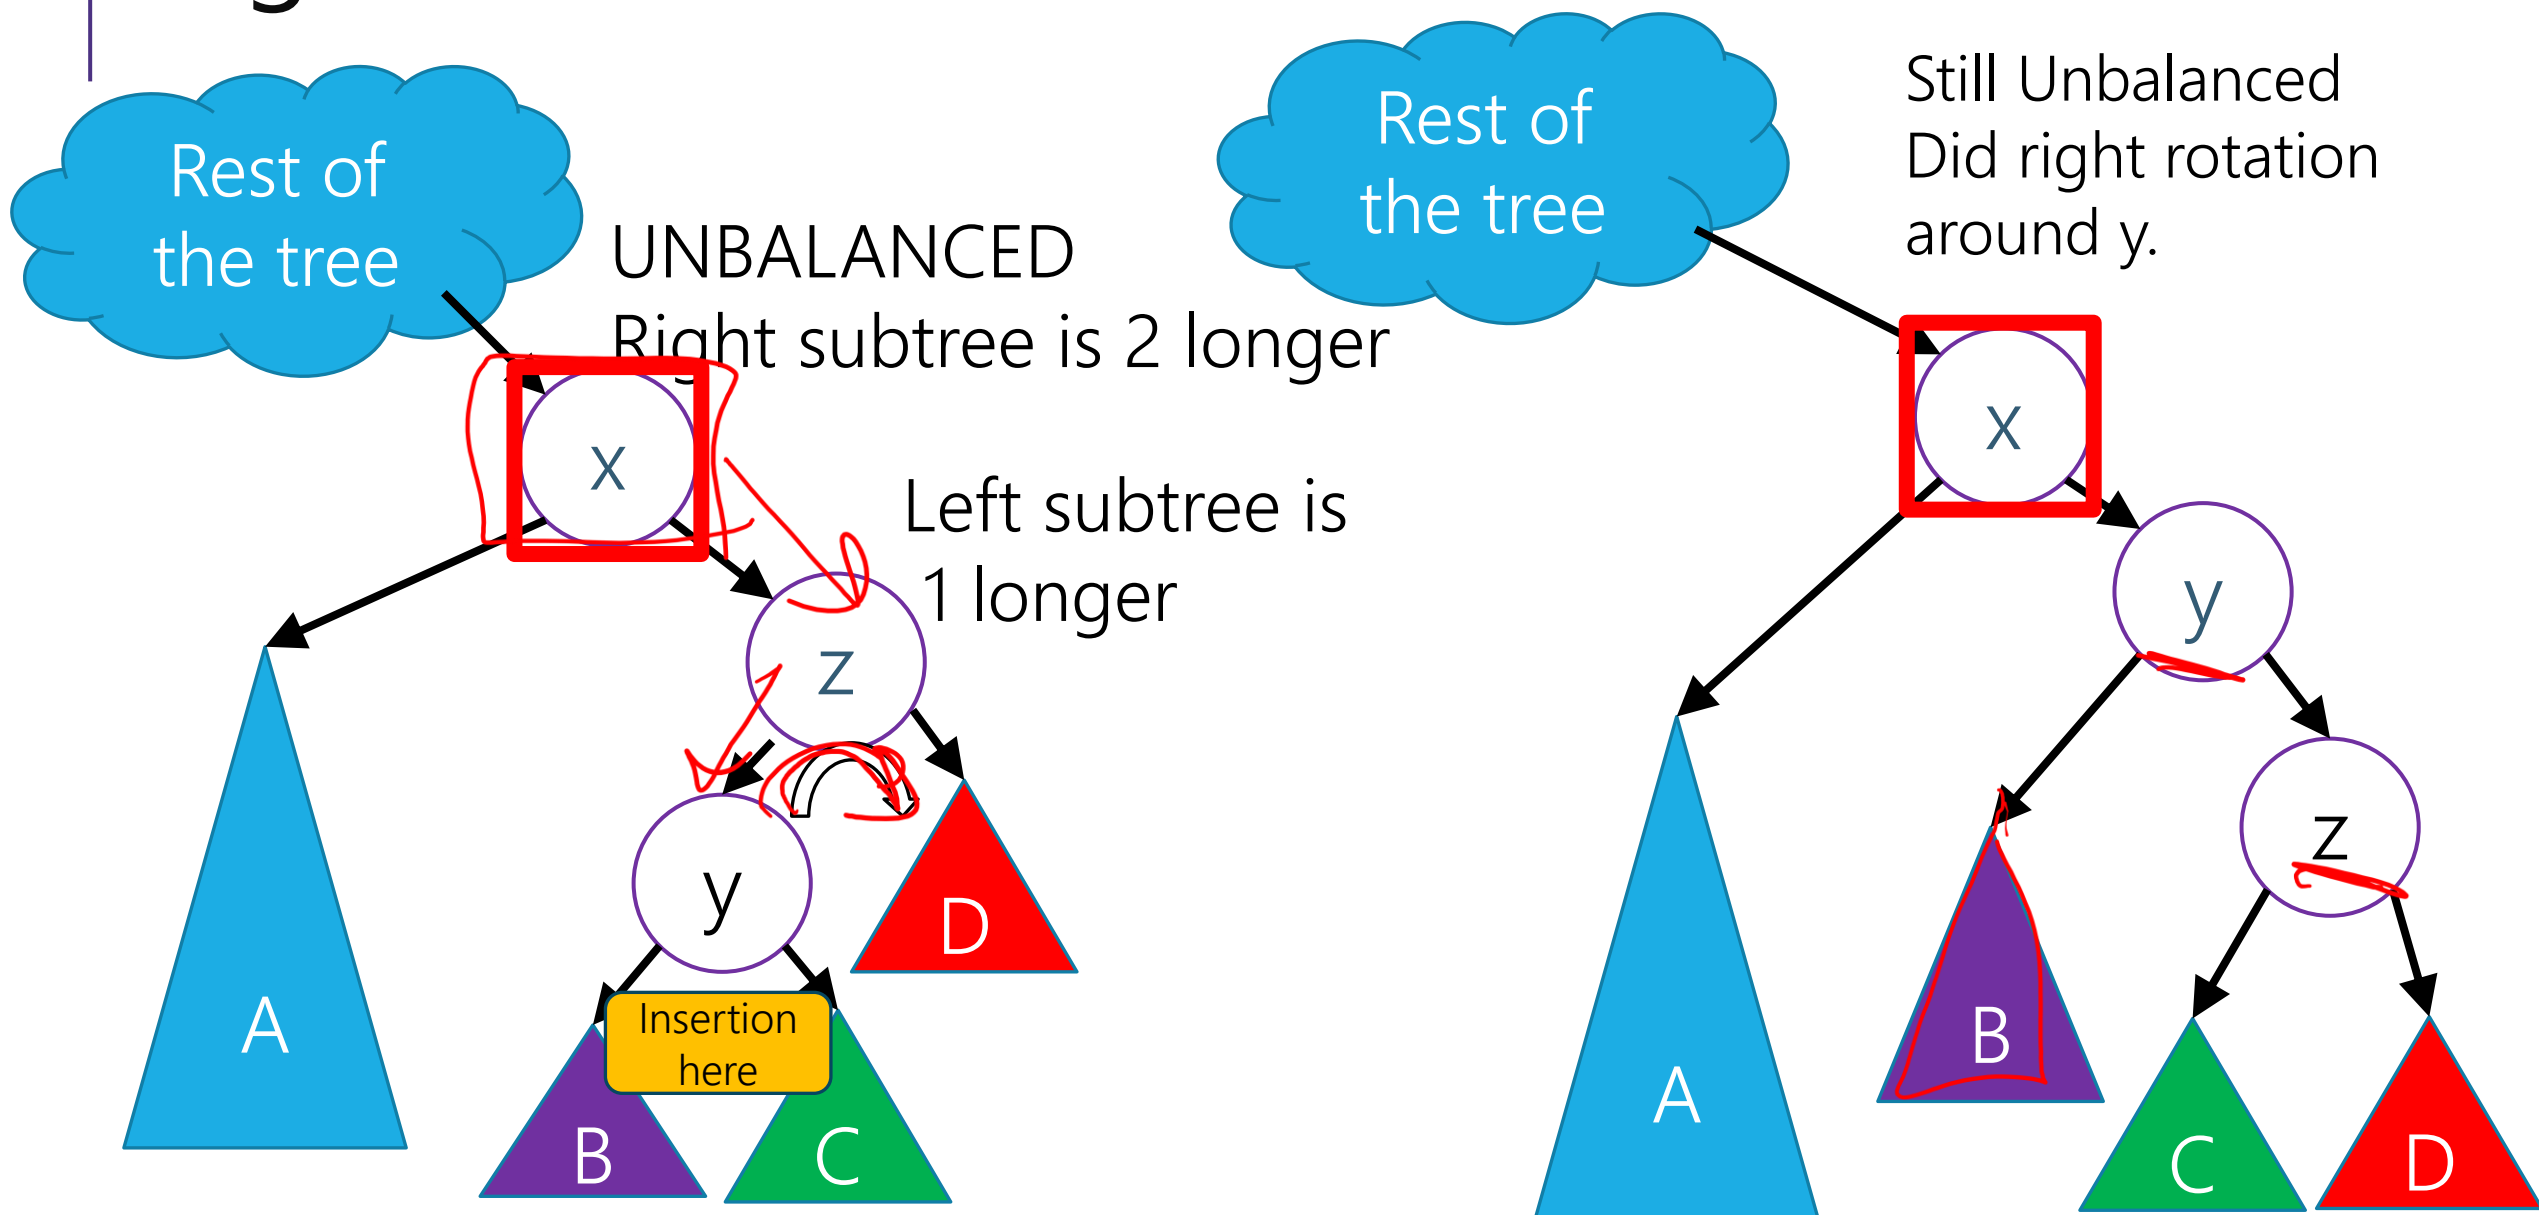 Rest of
the tree
UNBALANCED
Right subtree is 2 longer
x
Left subtree is
1 longer
z
y
D
A
Insertion
here
B
C
Rest of
the tree
Still Unbalanced
Did right rotation
around y.
x
y
z
B
A
C
D